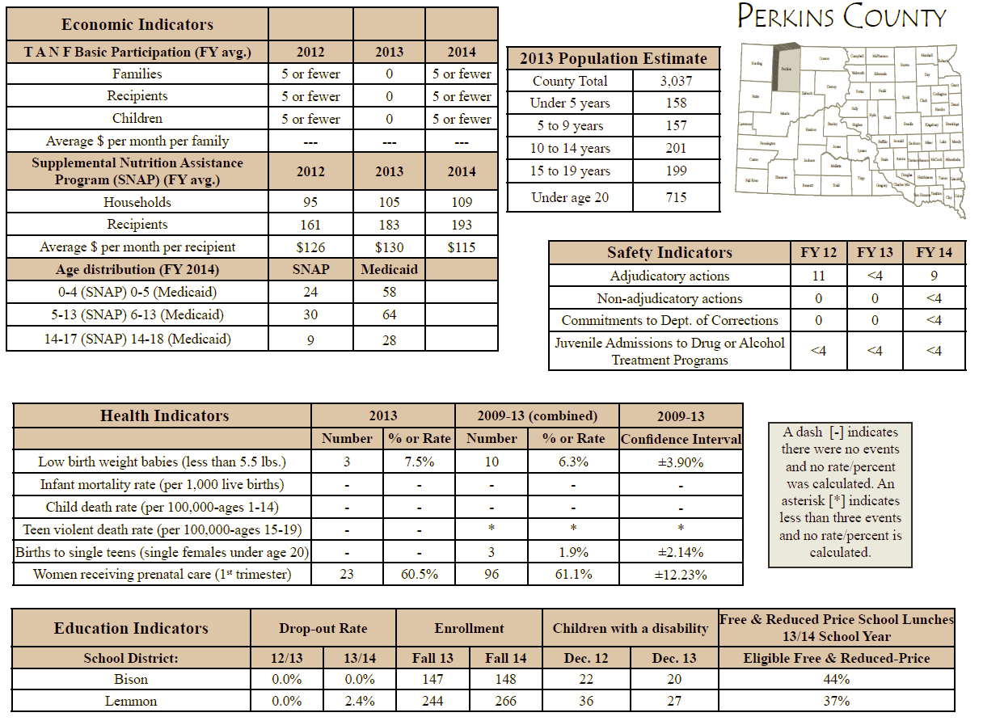 PERKINS COUNTY
Economic Indicators
TANF Basic Participation (FY avg.) 2012 2013 2014
Families 5 or fewer 0 5 or fewer
Recipients 5 or fewer 0 5 or fewer
Children 5 or fewer 0 5 or fewer
Average $ per month per family --- --- ---
Supplemental Nutrition Assistance
Program (SNAP) (FY avg.) 2012 2013 2014
Households 95 105 109
Recipients 161 183 193
Average $ per month per recipient $126 $130 $115
Age distribution (FY 2014) SNAP Medicaid
0-4 (SNAP) 0-5 (Medicaid) 24 58
5-13 (SNAP) 6-13 (Medicaid) 30 64
14-17 (SNAP) 14-18 (Medicaid) 9 28
2013 Population Estimate
County Total 3,037
Under 5 years 158
5 to 9 years 157
10 to 14 years 201
15 to 19 years 199
Under age 20 715
Safety Indicators FY 12 FY 13 FY 14
Adjudicatory actions 11 <4 9
Non-adjudicatory actions 0 0 <4
Commitments to Dept. of Corrections 0 0 <4
Juvenile Admissions to Drug or Alcohol
Treatment Programs <4 <4 <4
Health Indicators 2013 2009-13 (combined) 2009-13
Number % or Rate Number % or Rate Confidence Interval
Low birth weight babies (less than 5.5 lbs.) 3 7.5% 10 6.3% ±3.90%
Infant mortality rate (per 1,000 live births) - - - - -
Child death rate (per 100,000-ages 1-14) - - - - -
Teen violent death rate (per 100,000-ages 15-19) - - * * *
Births to single teens (single females under age 20) - - 3 1.9% ±2.14%
Women receiving prenatal care (1st trimester) 23 60.5% 96 61.1% ±12.23%
A dash [-] indicates
there were no events
and no rate/percent
was calculated. An
asterisk [*] indicates
less than three events
and no rate/percent is
calculated.
Education Indicators Drop-out Rate Enrollment Children with a disability Free & Reduced Price School Lunches
13/14 School Year
School District: 12/13 13/14 Fall 13 Fall 14 Dec. 12 Dec. 13 Eligible Free & Reduced-Price
Bison 0.0% 0.0% 147 148 22 20 44%
Lemmon 0.0% 2.4% 244 266 36 27 37%